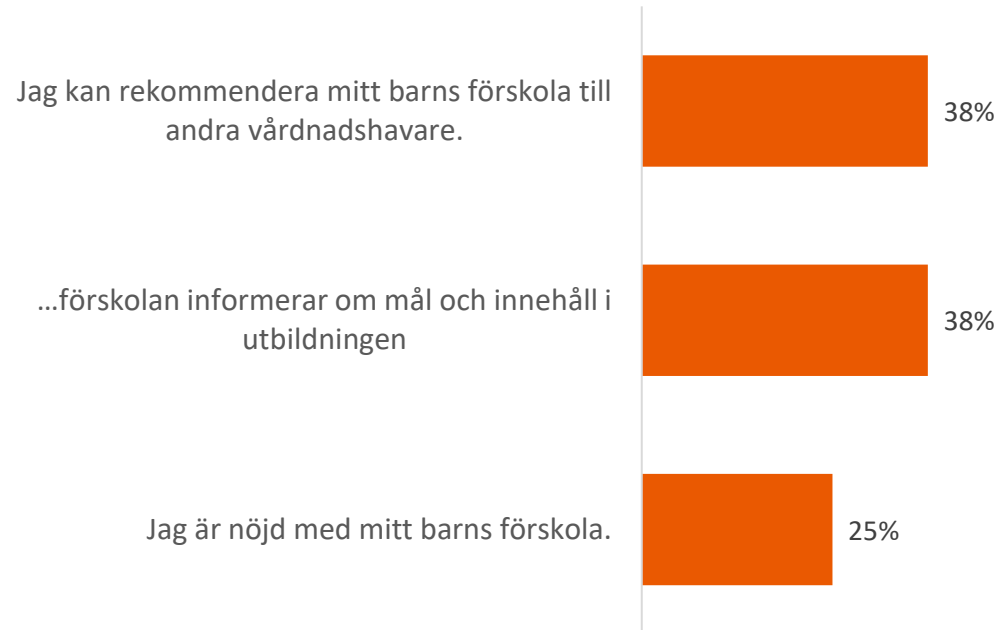 Jag kan rekommendera mitt barns förskola till
andra vårdnadshavare.
38%
...förskolan informerar om mål och innehåll i
utbildningen
38%
Jag är nöjd med mitt barns förskola.
25%